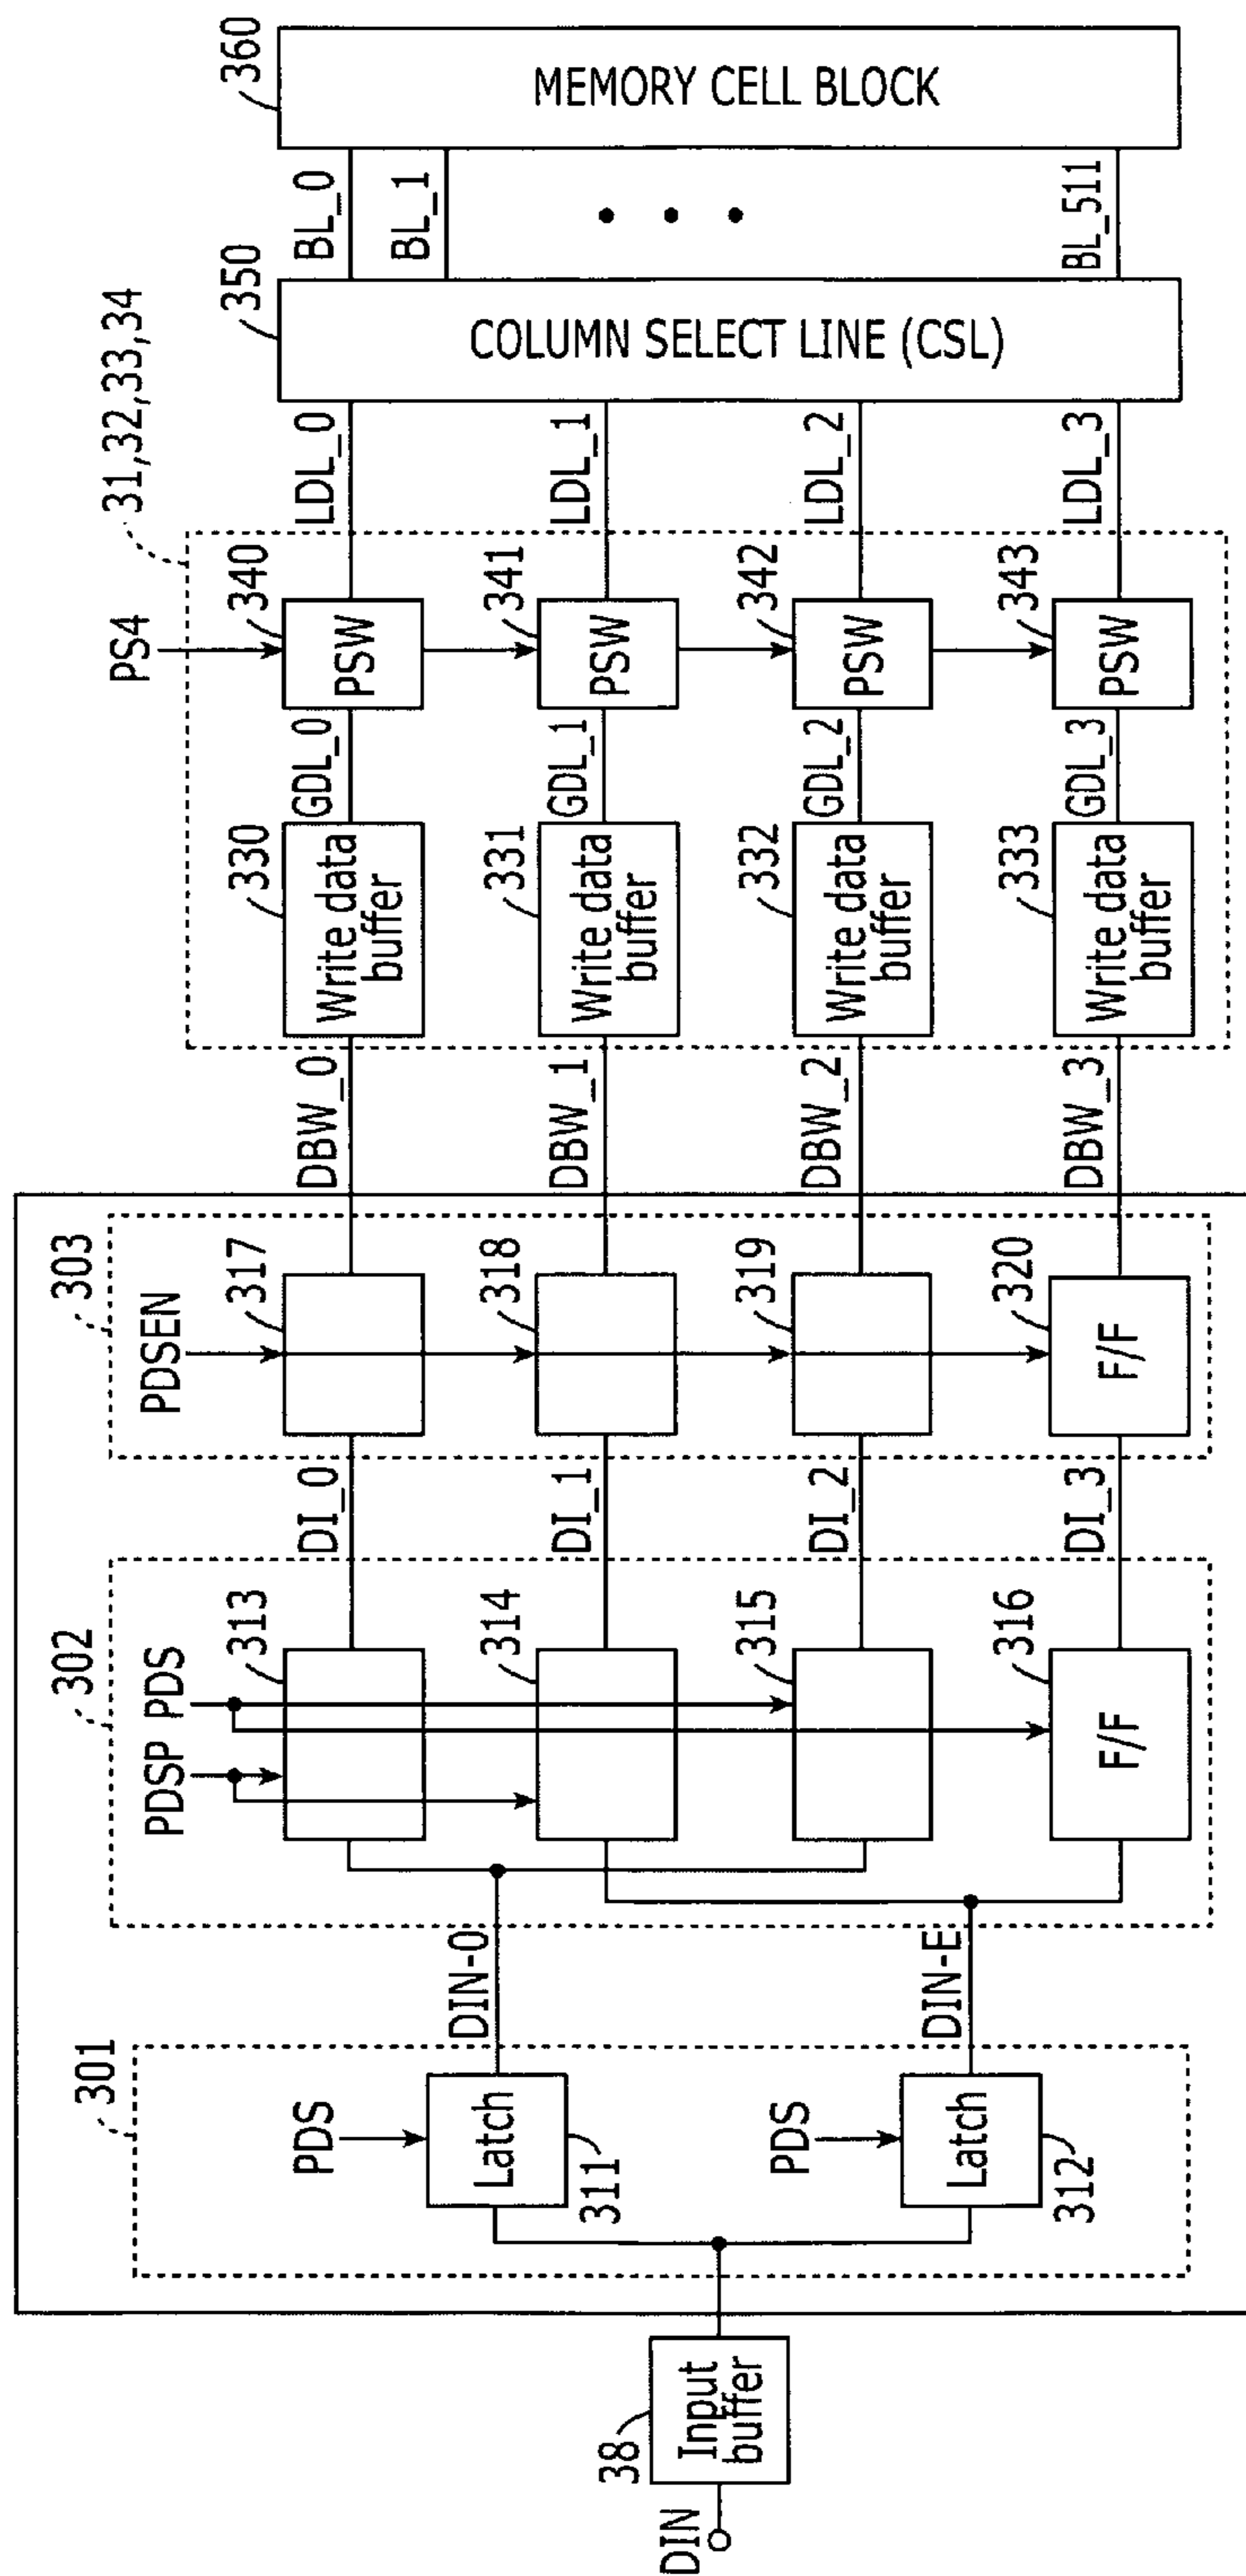 DIN
38
Input
buffer
301
PDS
Latch
311
PDS
Latch
312
DIN-O
DIN-E
302
PDSP
PDS
313
314
315
316
F/F
DI_0
DI_1
DI_2
DI_3
303
PDSEN
317
318
319
320
F/F
DBW_0
DBW_1
DBW_2
DBW_3
31,32,33,34
330
Write data
buffer
331
Write data
buffer
332
Write data
buffer
333
Write data
buffer
GDL_0
GDL_1
GDL_2
GDL_3
PS4
340
PSW
341
PSW
342
PSW
343
PSW
LDL_0
LDL_1
LDL_2
LDL_3
350
COLUMN SELECT LINE (CSL)
BL_0
BL_1
BL_511
360
MEMORY CELL BLOCK